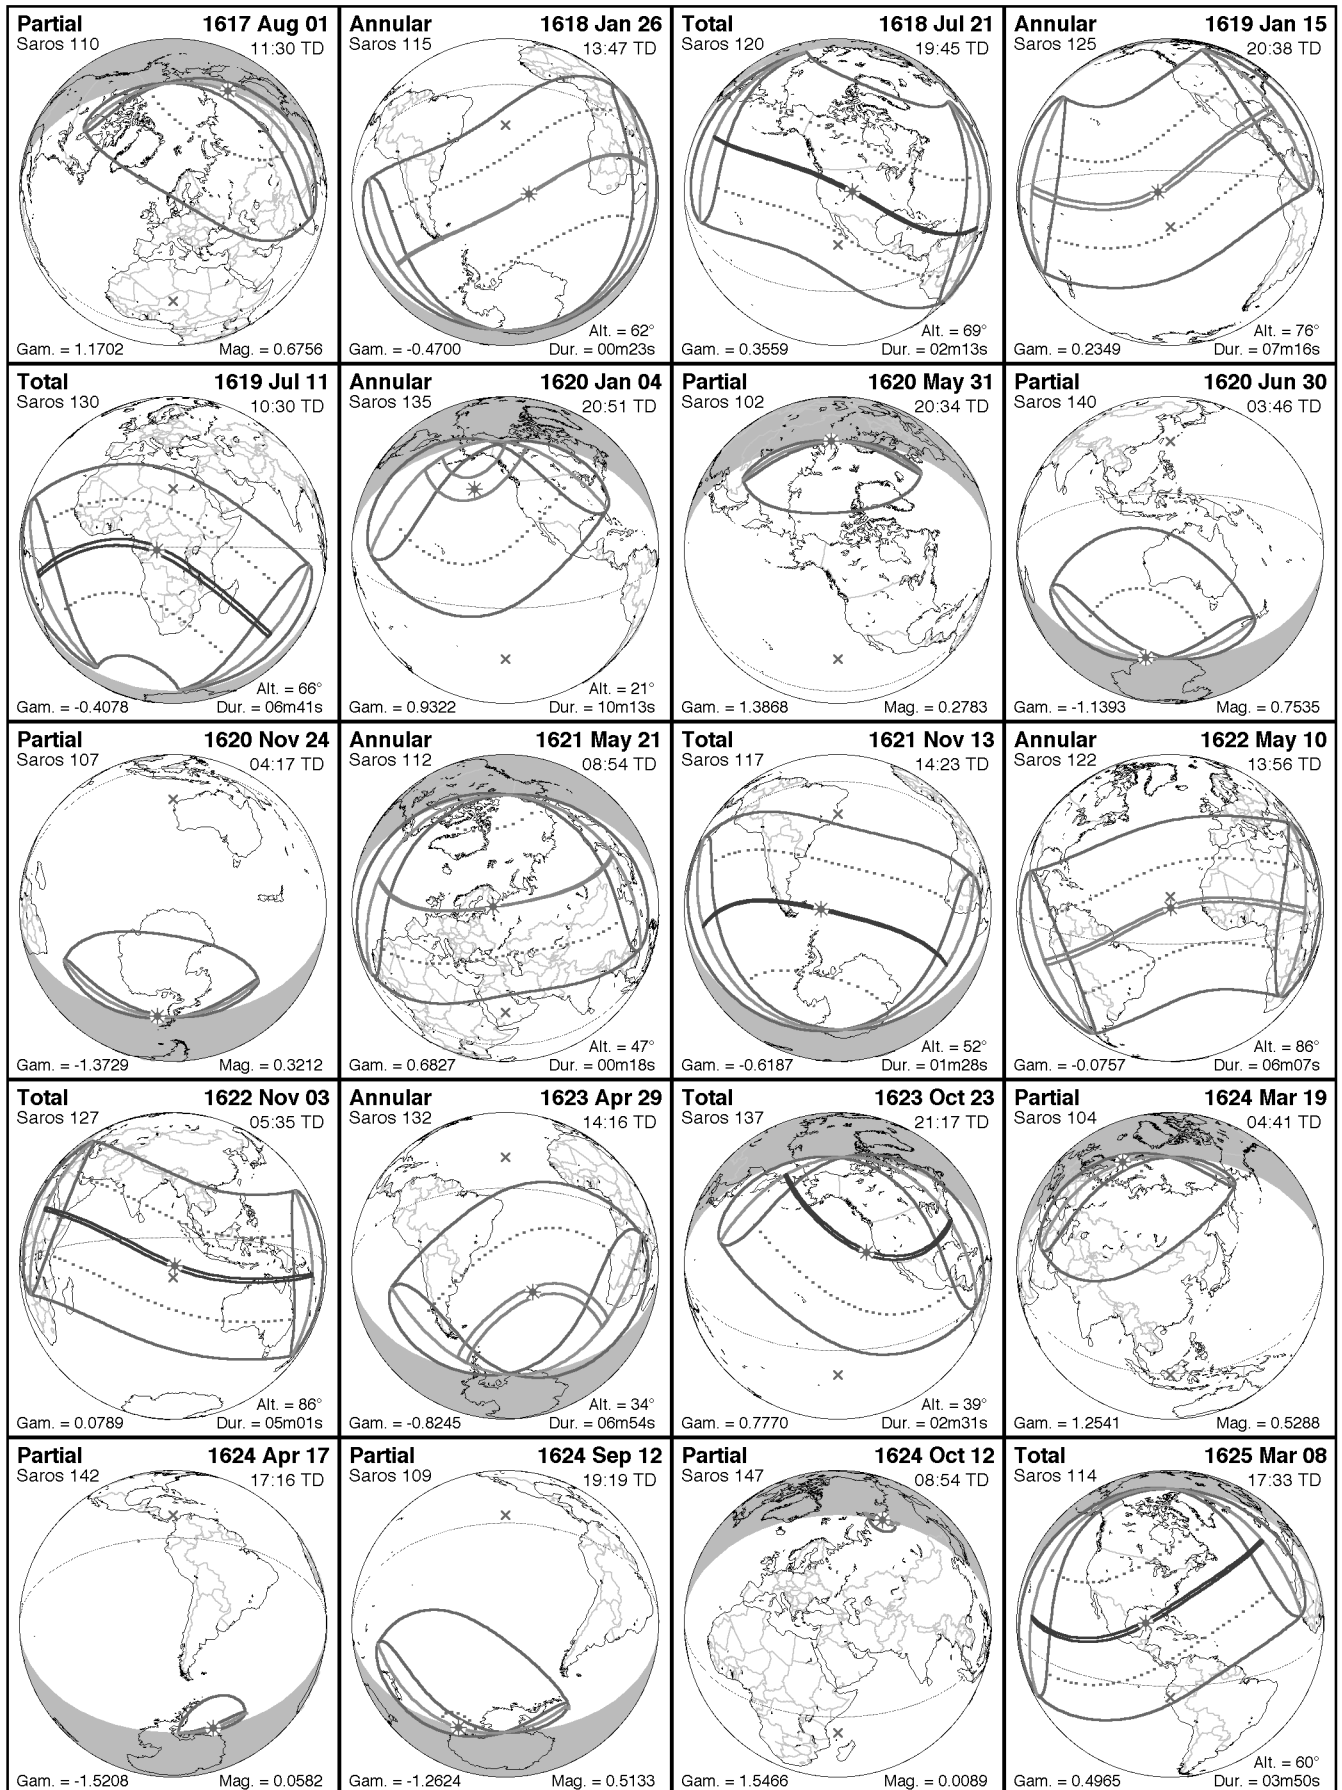 Partial 1617 Aug 01
Saros 110 11:30 TD
Gam. = 1.1702 Mag. = 0.6756
Annular 1618 Jan 26
Saros 115 13:47 TD
Alt. = 62°
Gam. = -0.4700 Dur. = 00m23s
Total 1618 Jul 21
Saros 120 19:45 TD
Alt. = 69°
Gam. = 0.3559 Dur. = 02m13s
Annular 1619 Jan 15
Saros 125 20:38 TD
Alt. = 76°
Gam. = 0.2349 Dur. = 07m16s
Total 1619 Jul 11
Saros 130 10:30 TD
Alt. = 66°
Gam. = -0.4078 Dur. = 06m41s
Annular 1620 Jan 04
Saros 135 20:51 TD
Alt. = 21°
Gam. = 0.9322 Dur. = 10m13s
Partial 1620 May 31
Saros 102 20:34 TD
Gam. = 1.3868 Mag. = 0.2783
Partial 1620 Jun 30
Saros 140 03:46 TD
Gam. = -1.1393 Mag. = 0.7535
Partial 1620 Nov 24
Saros 107 04:17 TD
Gam. = -1.3729 Mag. = 0.3212
Annular 1621 May 21
Saros 112 08:54 TD
Alt. = 47°
Gam. = 0.6827 Dur. = 00m18s
Total 1621 Nov 13
Saros 117 14:23 TD
Alt. = 52°
Gam. = -0.6187 Dur. = 01m28s
Annular 1622 May 10
Saros 122 13:56 TD
Alt. = 86°
Gam. = -0.0757 Dur. = 06m07s
Total 1622 Nov 03
Saros 127 05:35 TD
Alt. = 86°
Gam. = 0.0789 Dur. = 05m01s
Annular 1623 Apr 29
Saros 132 14:16 TD
Alt. = 34°
Gam. = -0.8245 Dur. = 06m54s
Total 1623 Oct 23
Saros 137 21:17 TD
Alt. = 39°
Gam. = 0.7770 Dur. = 02m31s
Partial 1624 Mar 19
Saros 104 04:41 TD
Gam. = 1.2541 Mag. = 0.5288
Partial 1624 Apr 17
Saros 142 17:16 TD
Gam. = -1.5208 Mag. = 0.0582
Partial 1624 Sep 12
Saros 109 19:19 TD
Gam. = -1.2624 Mag. = 0.5133
Partial 1624 Oct 12
Saros 147 08:54 TD
Gam. = 1.5466 Mag. = 0.0089
Total 1625 Mar 08
Saros 114 17:33 TD
Alt. = 60°
Gam. = 0.4965 Dur. = 03m50s